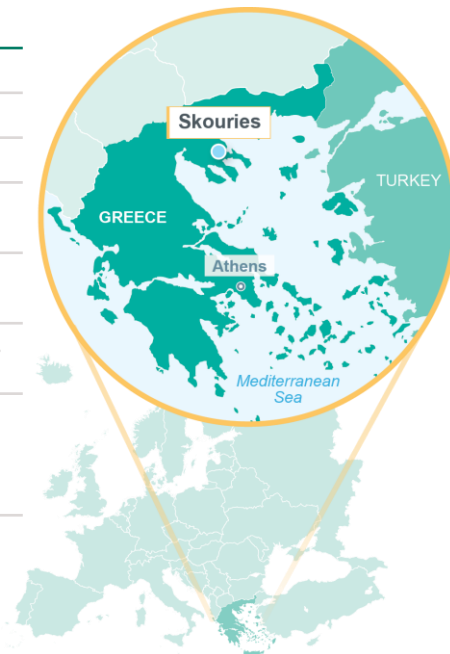 Skouries
TURKEY
GREECE
Athens
Mediterranean
Sea